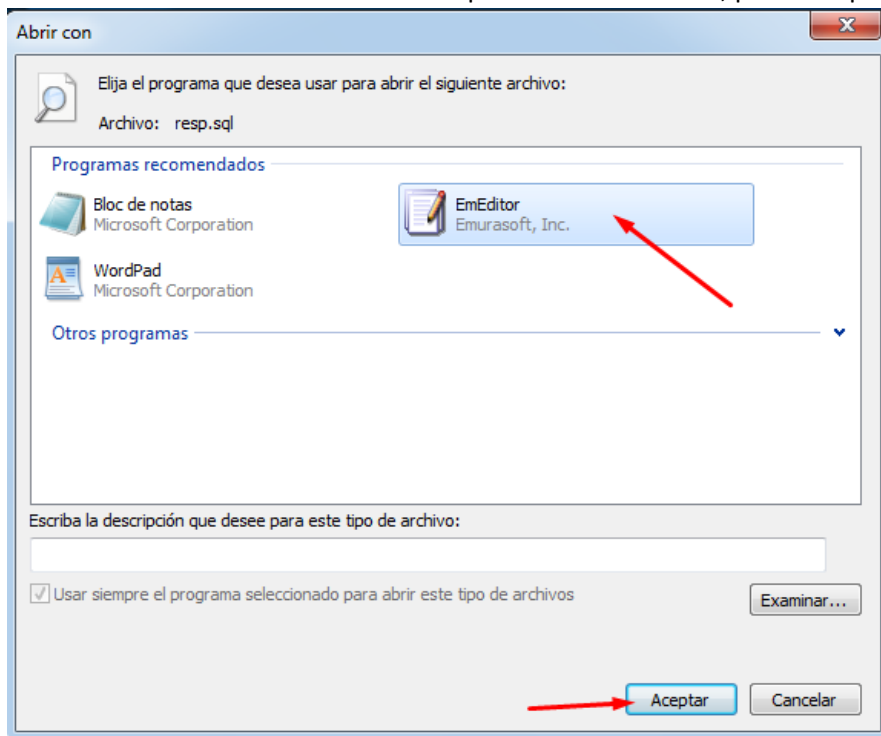 Abrir con
Elija el programa que desea usar para abrir el siguiente archivo:
Archivo: resp.sql
Programas recomendados
Bloc de notas
Microsoft Corporation
EmEditor
Emurasoft, Inc.
WordPad
Microsoft Corporation
Otros programas
Escriba la descripción que desee para este tipo de archivo:
Usar siempre el programa seleccionado para abrir este tipo de archivos
Examinar...
Aceptar
Cancelar